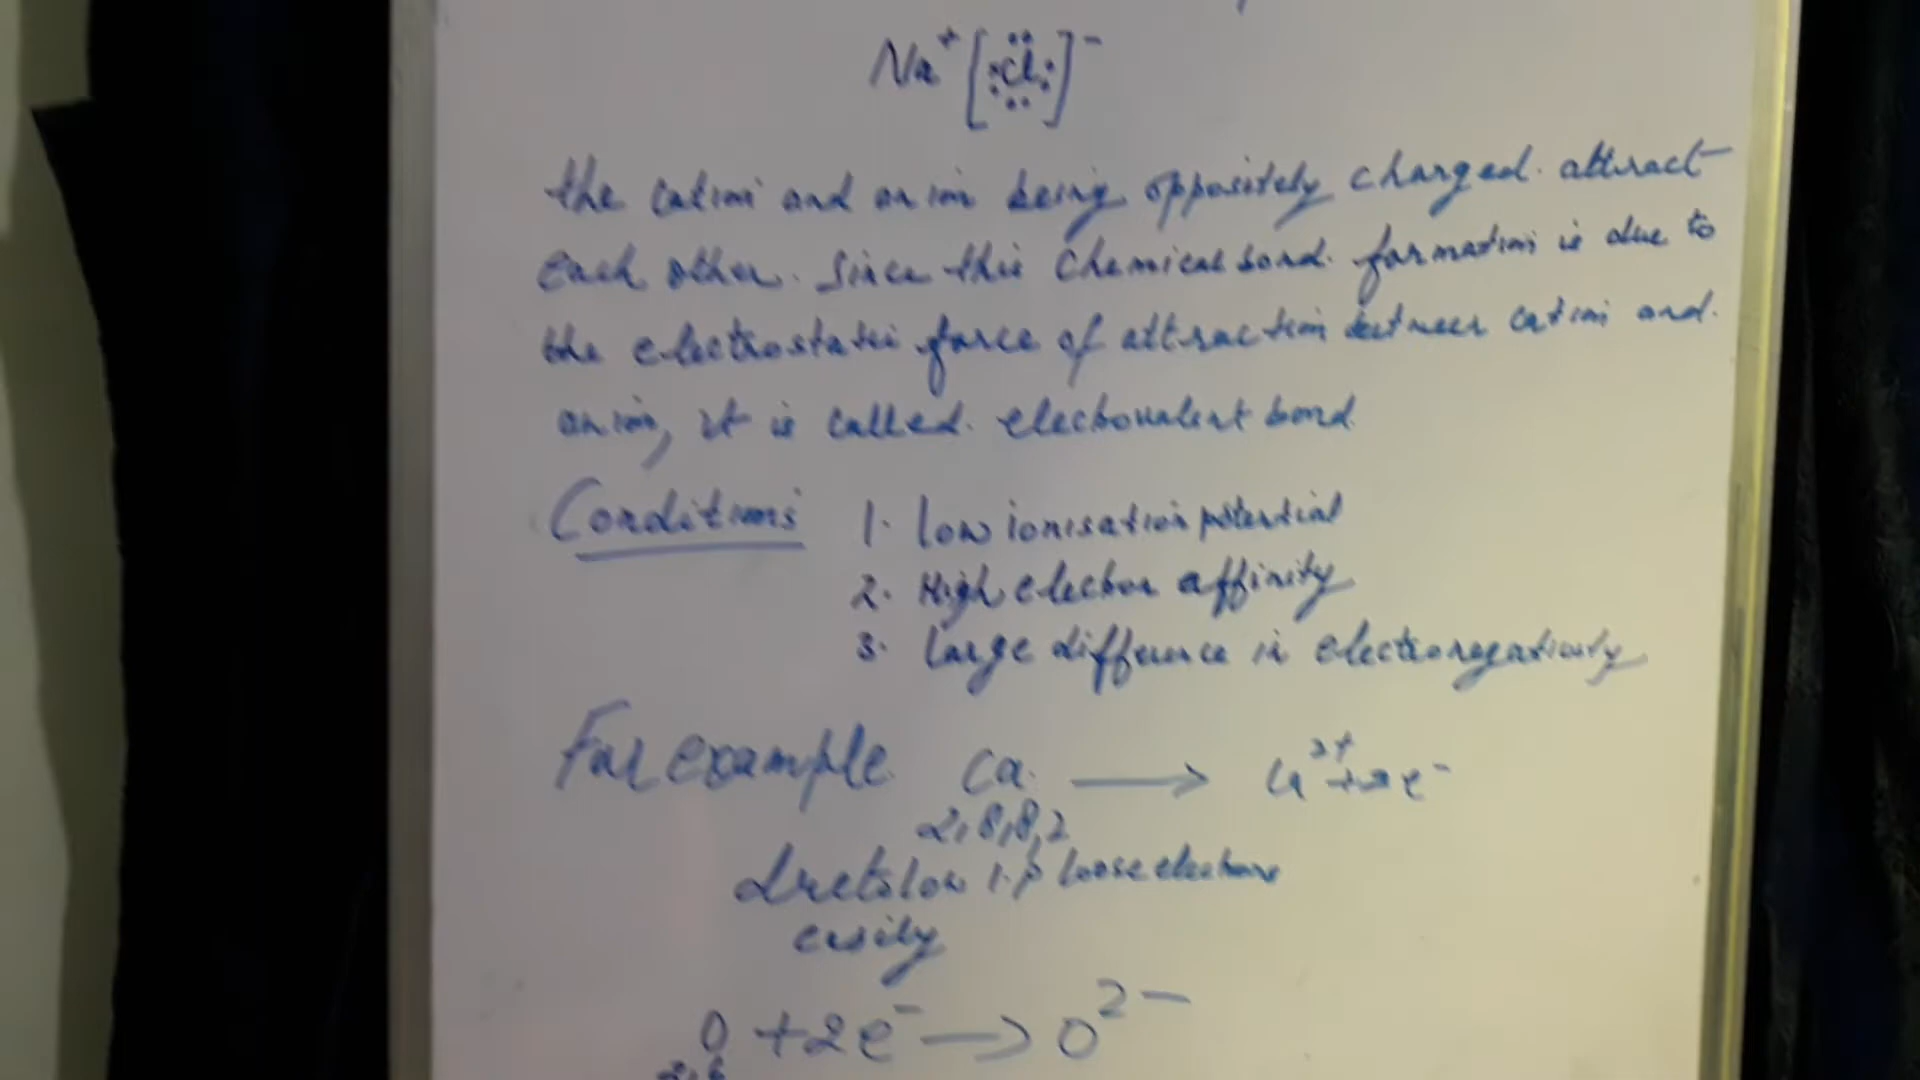 Na⁺ [:Cl:]⁻
the cation and anion being oppositely charged attract
each other. Since this chemical bond formation is due to
the electrostatic force of attraction between cation and
anion, it is called electrovalent bond
Conditions 1. low ionisation potential
2. High electron affinity
3. Large difference in electronegativity
For example Ca ⟶ Ca²⁺ + 2e⁻
2,8,8,2
due to low I.P loose electrons
easily
O + 2e⁻ ⟶ O²⁻
2,6